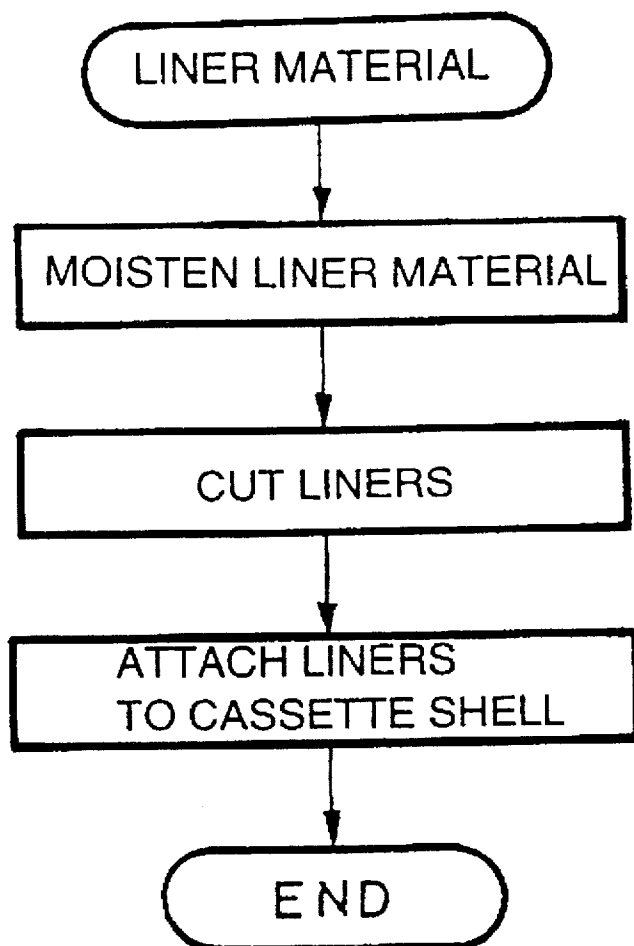 LINER MATERIAL
MOISTEN LINER MATERIAL
CUT LINERS
ATTACH LINERS
TO CASSETTE SHELL
END